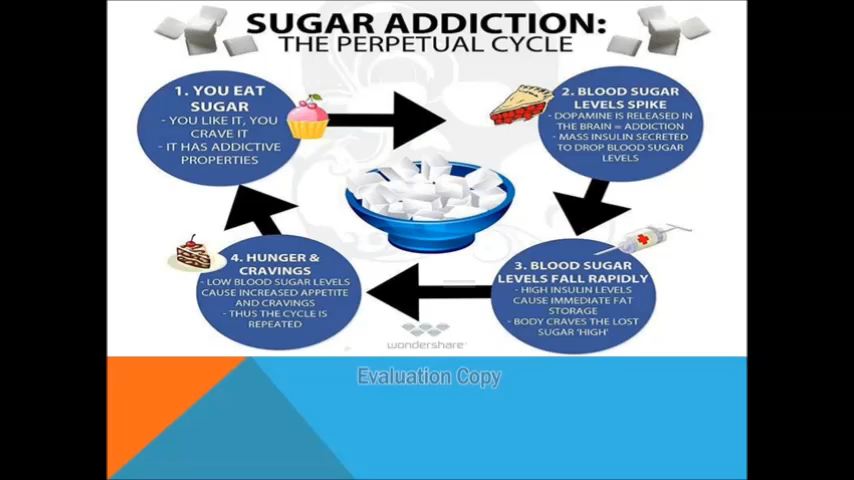 SUGAR ADDICTION:
THE PERPETUAL CYCLE
1. YOU EAT
SUGAR
- YOU LIKE IT, YOU
CRAVE IT
- IT HAS ADDICTIVE
PROPERTIES
2. BLOOD SUGAR
LEVELS SPIKE
- DOPAMINE IS RELEASED IN
THE BRAIN = ADDICTION
- MASS INSULIN SECRETED
TO DROP BLOOD SUGAR
LEVELS
3. BLOOD SUGAR
LEVELS FALL RAPIDLY
- HIGH INSULIN LEVELS
CAUSE IMMEDIATE FAT
STORAGE
- BODY CRAVES THE LOST
SUGAR 'HIGH'
4. HUNGER &
CRAVINGS
- LOW BLOOD SUGAR LEVELS
CAUSE INCREASED APPETITE
AND CRAVINGS
- THUS THE CYCLE IS
REPEATED
wondershare
Evaluation Copy